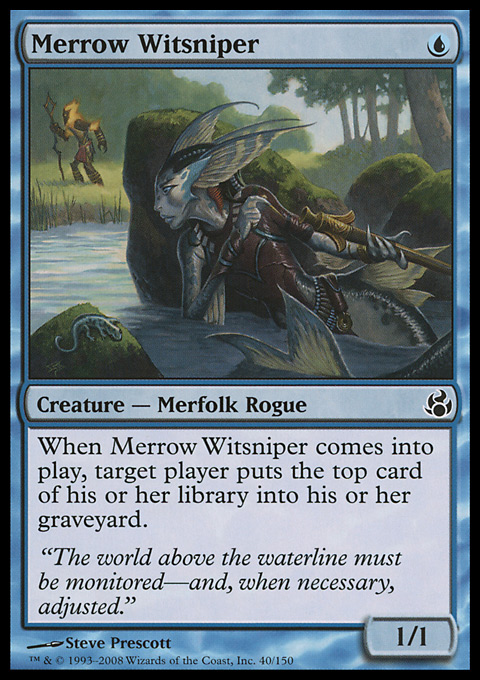 Merrow Witsniper
Creature — Merfolk Rogue
When Merrow Witsniper comes into
play, target player puts the top card
of his or her library into his or her
graveyard.
“The world above the waterline must
be monitored—and, when necessary,
adjusted.”
1/1
Steve Prescott
™ & © 1993–2008 Wizards of the Coast, Inc. 40/150